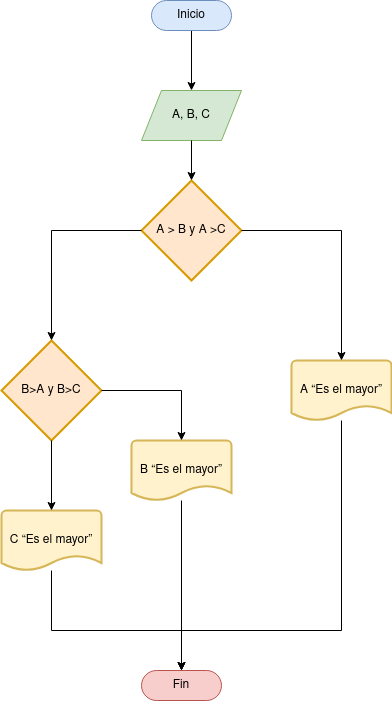 Inicio
A, B, C
A > B y A >C
B>A y B>C
A “Es el mayor”
B “Es el mayor”
C “Es el mayor”
Fin